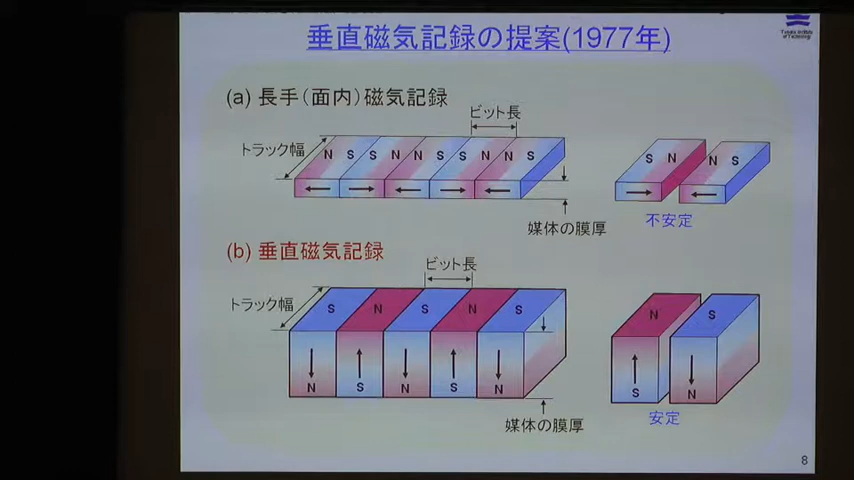 垂直磁気記録の提案(1977年)
(a) 長手（面内）磁気記録
ビット長
トラック幅
N S S N N S S N N S
S N N S
媒体の膜厚
不安定
(b) 垂直磁気記録
ビット長
トラック幅
S N S N S
N S
N S N S N
S N
媒体の膜厚
安定
8